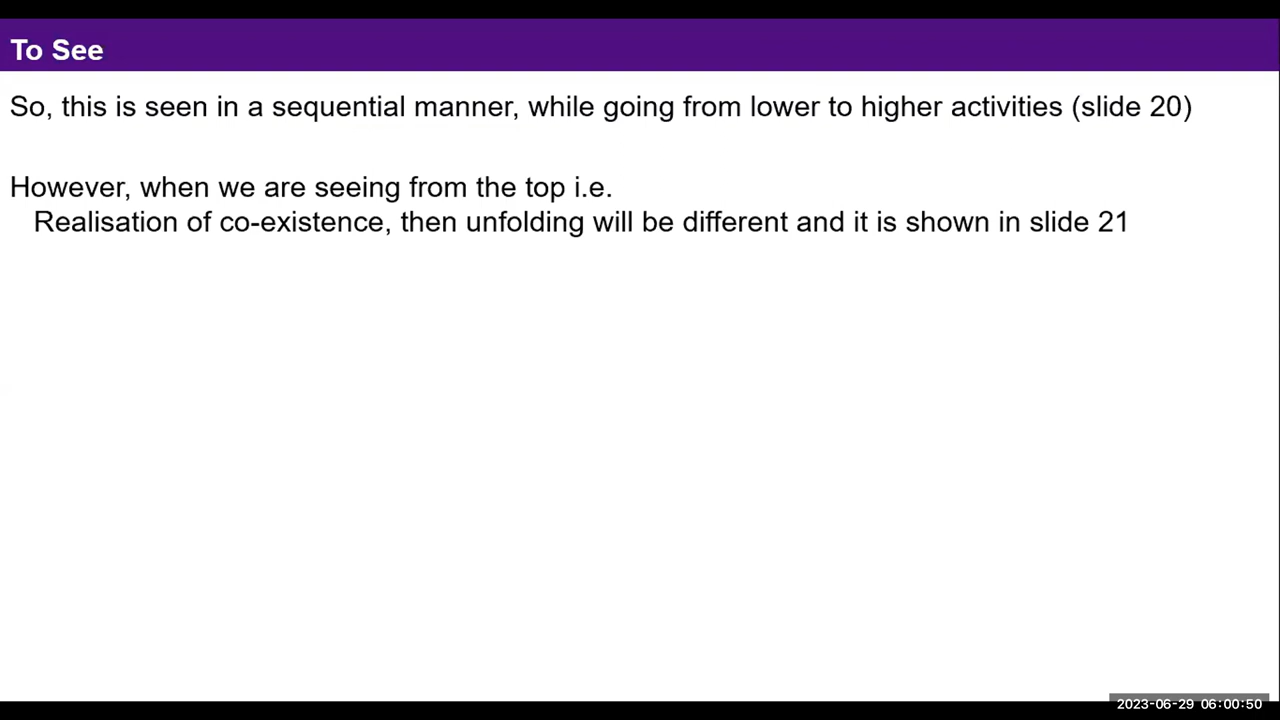 To See
So, this is seen in a sequential manner, while going from lower to higher activities (slide 20)
However, when we are seeing from the top i.e.
Realisation of co-existence, then unfolding will be different and it is shown in slide 21
2023-06-29 06:00:50